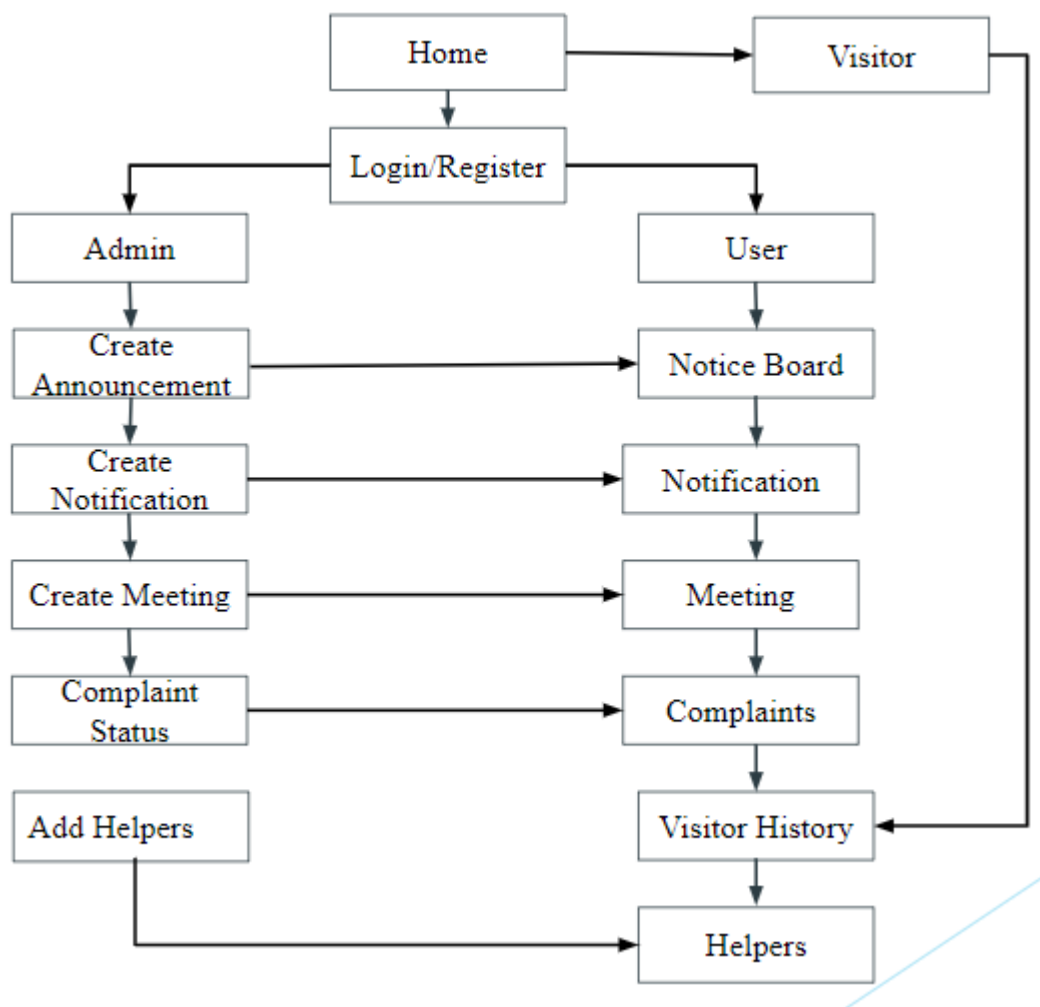 Home
Visitor
Login/Register
Admin
User
Create
Announcement
Notice Board
Create
Notification
Notification
Create Meeting
Meeting
Complaint
Status
Complaints
Add Helpers
Visitor History
Helpers